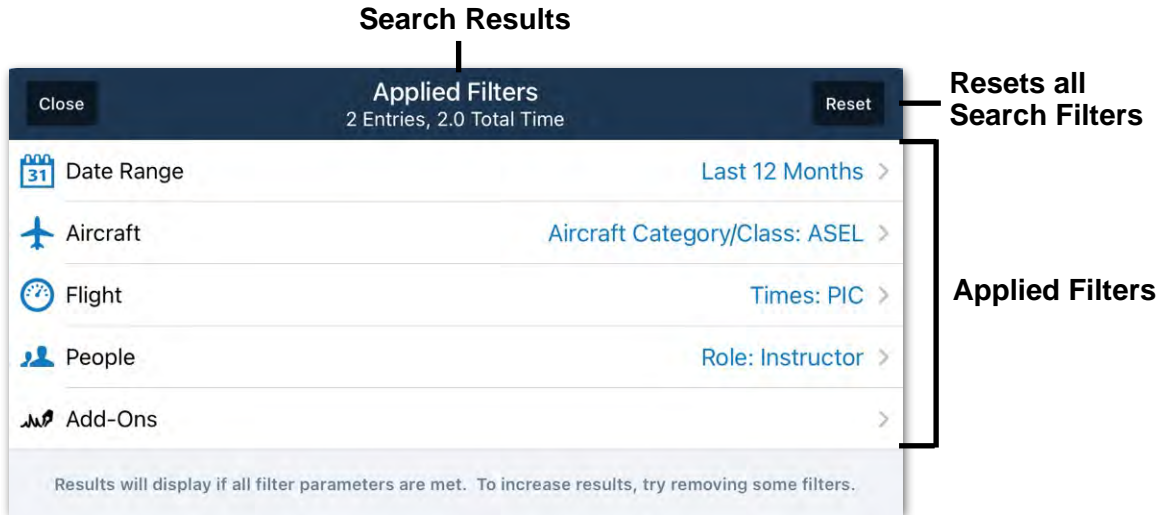 Search Results
Close
Applied Filters
2 Entries, 2.0 Total Time
Reset
Resets all
Search Filters
31 Date Range
Last 12 Months
Aircraft
Aircraft Category/Class: ASEL
Flight
Times: PIC
Applied Filters
People
Role: Instructor
Add-Ons
Results will display if all filter parameters are met. To increase results, try removing some filters.